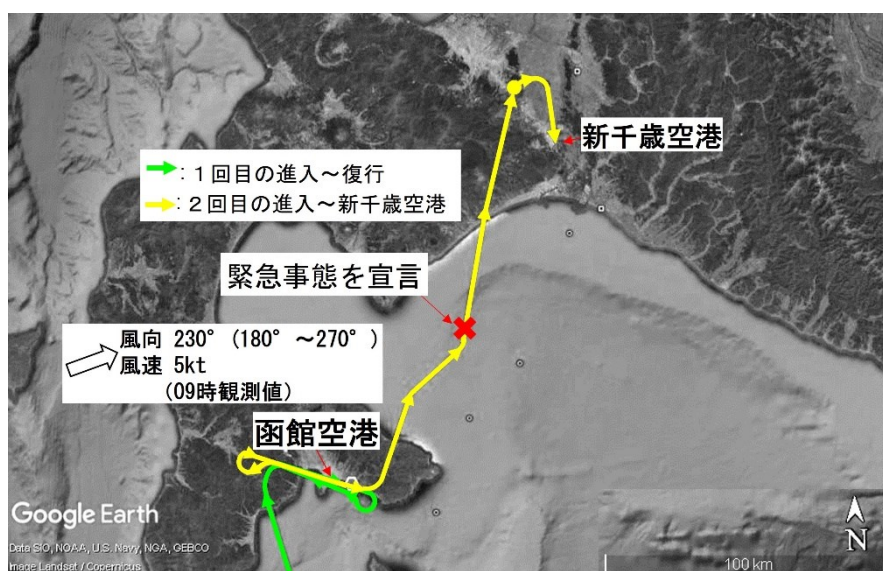 新千歳空港
:１回目の進入～復行
:２回目の進入～新千歳空港
緊急事態を宣言
風向 230°(180°～270°)
風速 5kt
(09時観測値)
函館空港
Google Earth
Data SIO, NOAA, U.S. Navy, NGA, GEBCO
Image Landsat / Copernicus
N
100 km